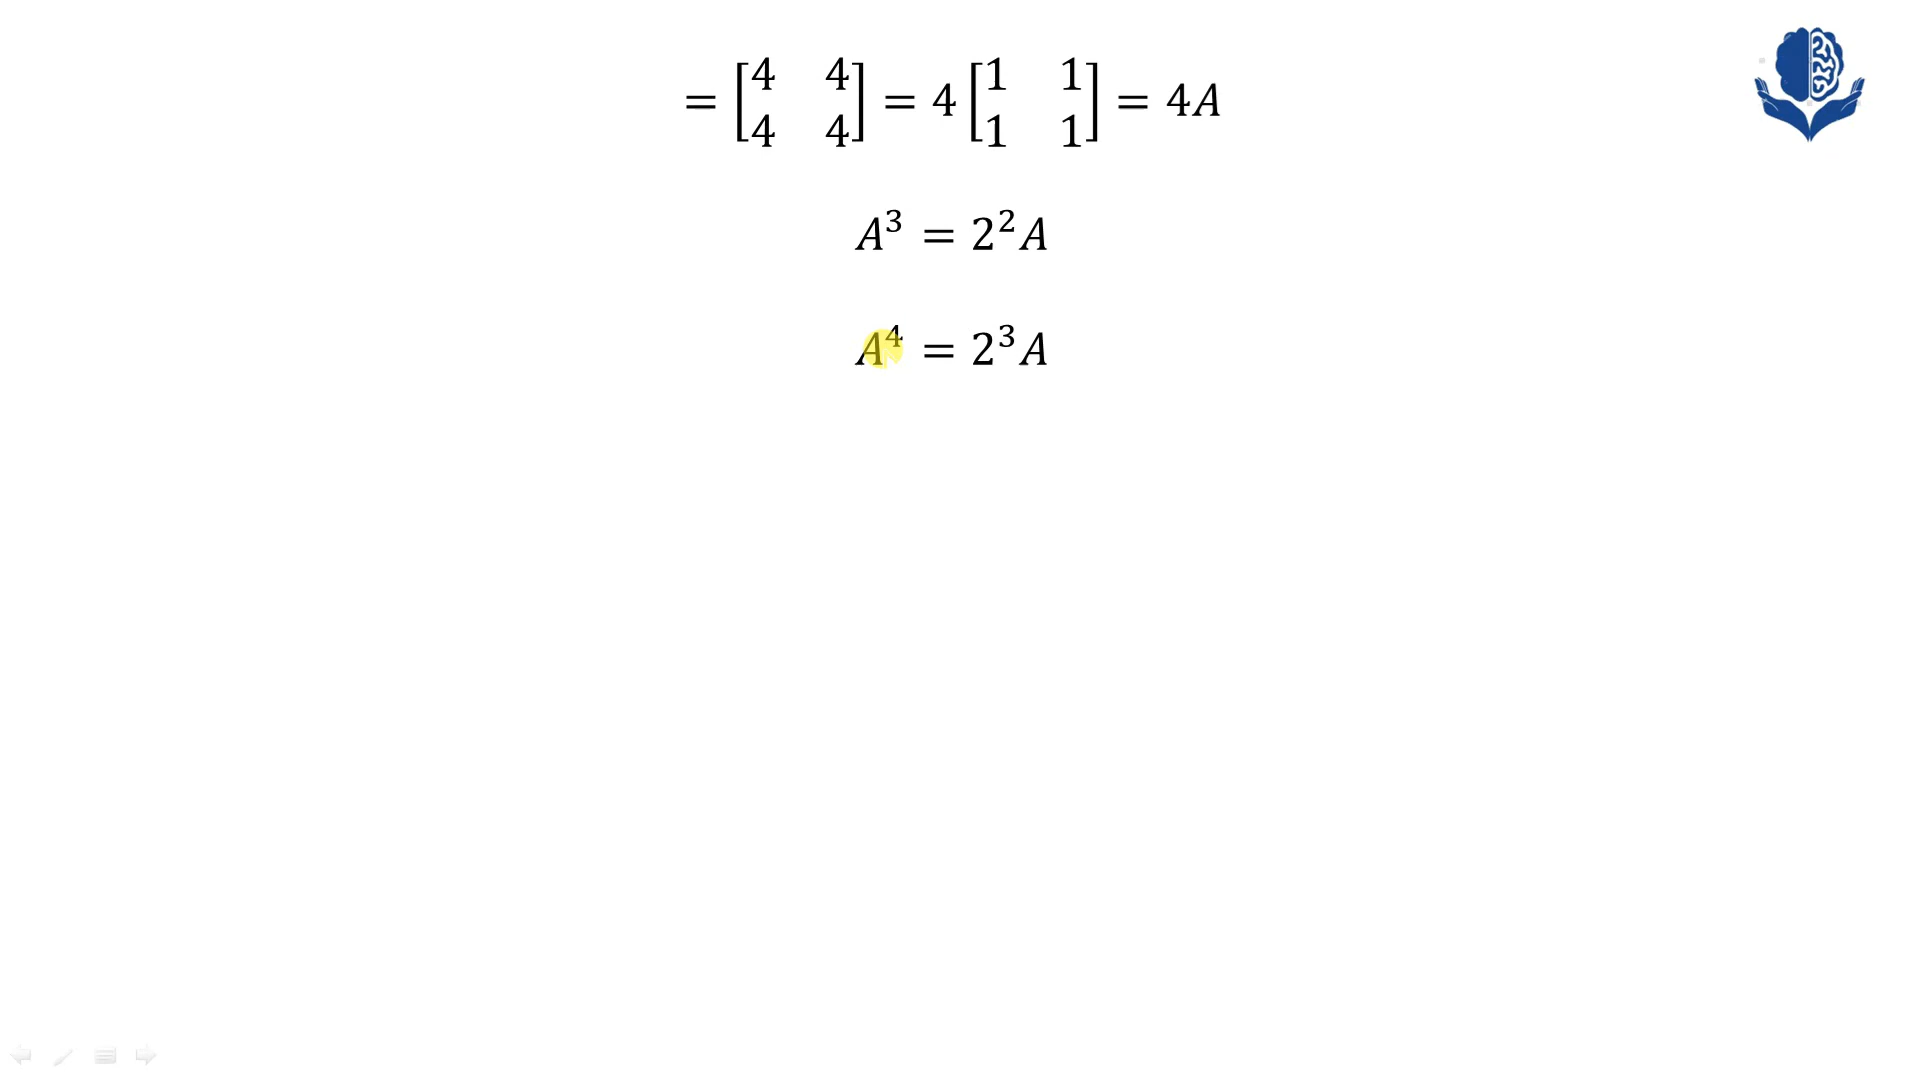 = [4 4
4 4] = 4 [1 1
1 1] = 4A
A³ = 2²A
A⁴ = 2³A